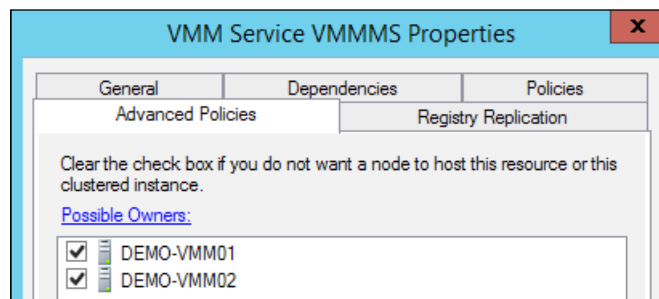 VMM Service VMMMS Properties
x
General Dependencies Policies
Advanced Policies Registry Replication
Clear the check box if you do not want a node to host this resource or this
clustered instance.
Possible Owners:
DEMO-VMM01
DEMO-VMM02